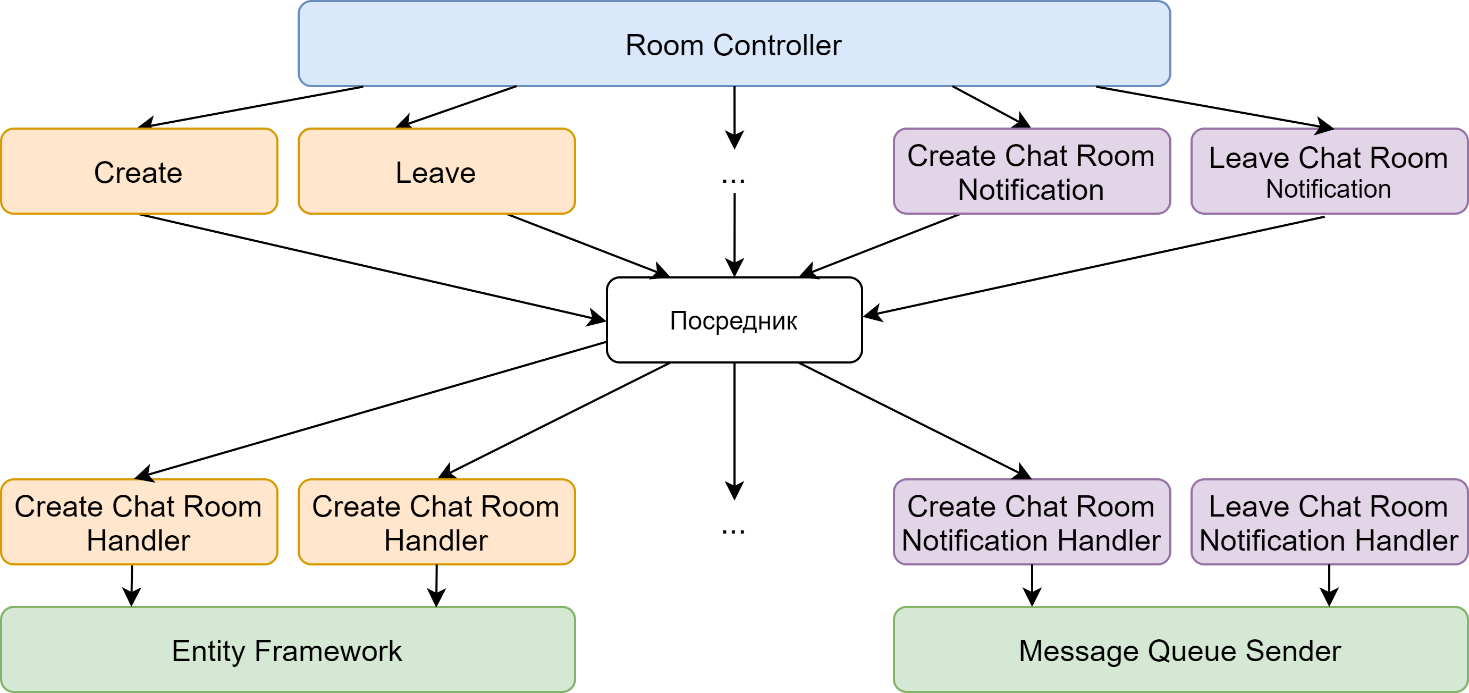 Room Controller
Create
Leave
...
Create Chat Room
Notification
Leave Chat Room
Notification
Посредник
Create Chat Room
Handler
Create Chat Room
Handler
...
Create Chat Room
Notification Handler
Leave Chat Room
Notification Handler
Entity Framework
Message Queue Sender